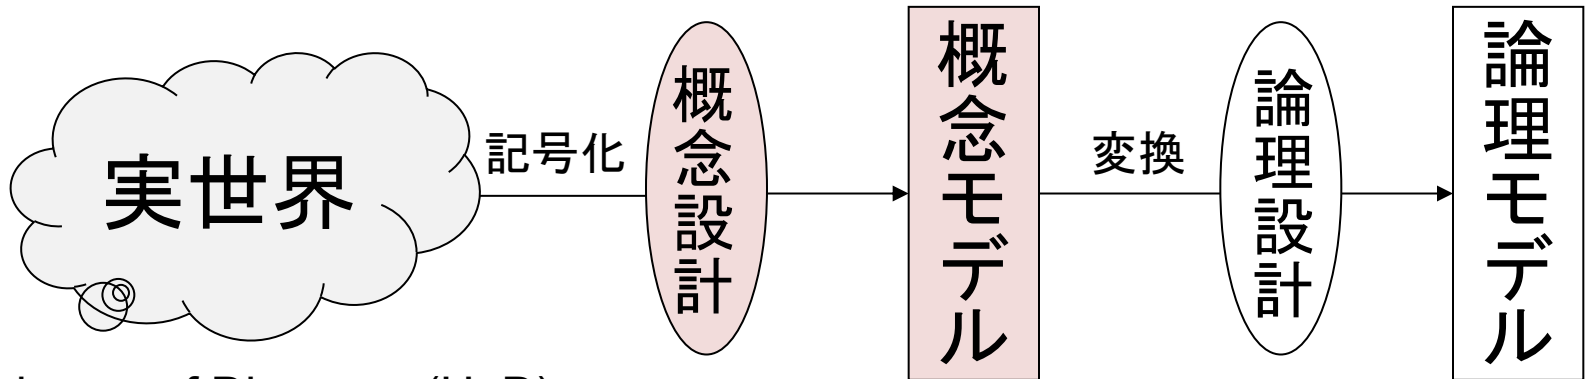 実世界
記号化
概念設計
概念モデル
変換
論理設計
論理モデル